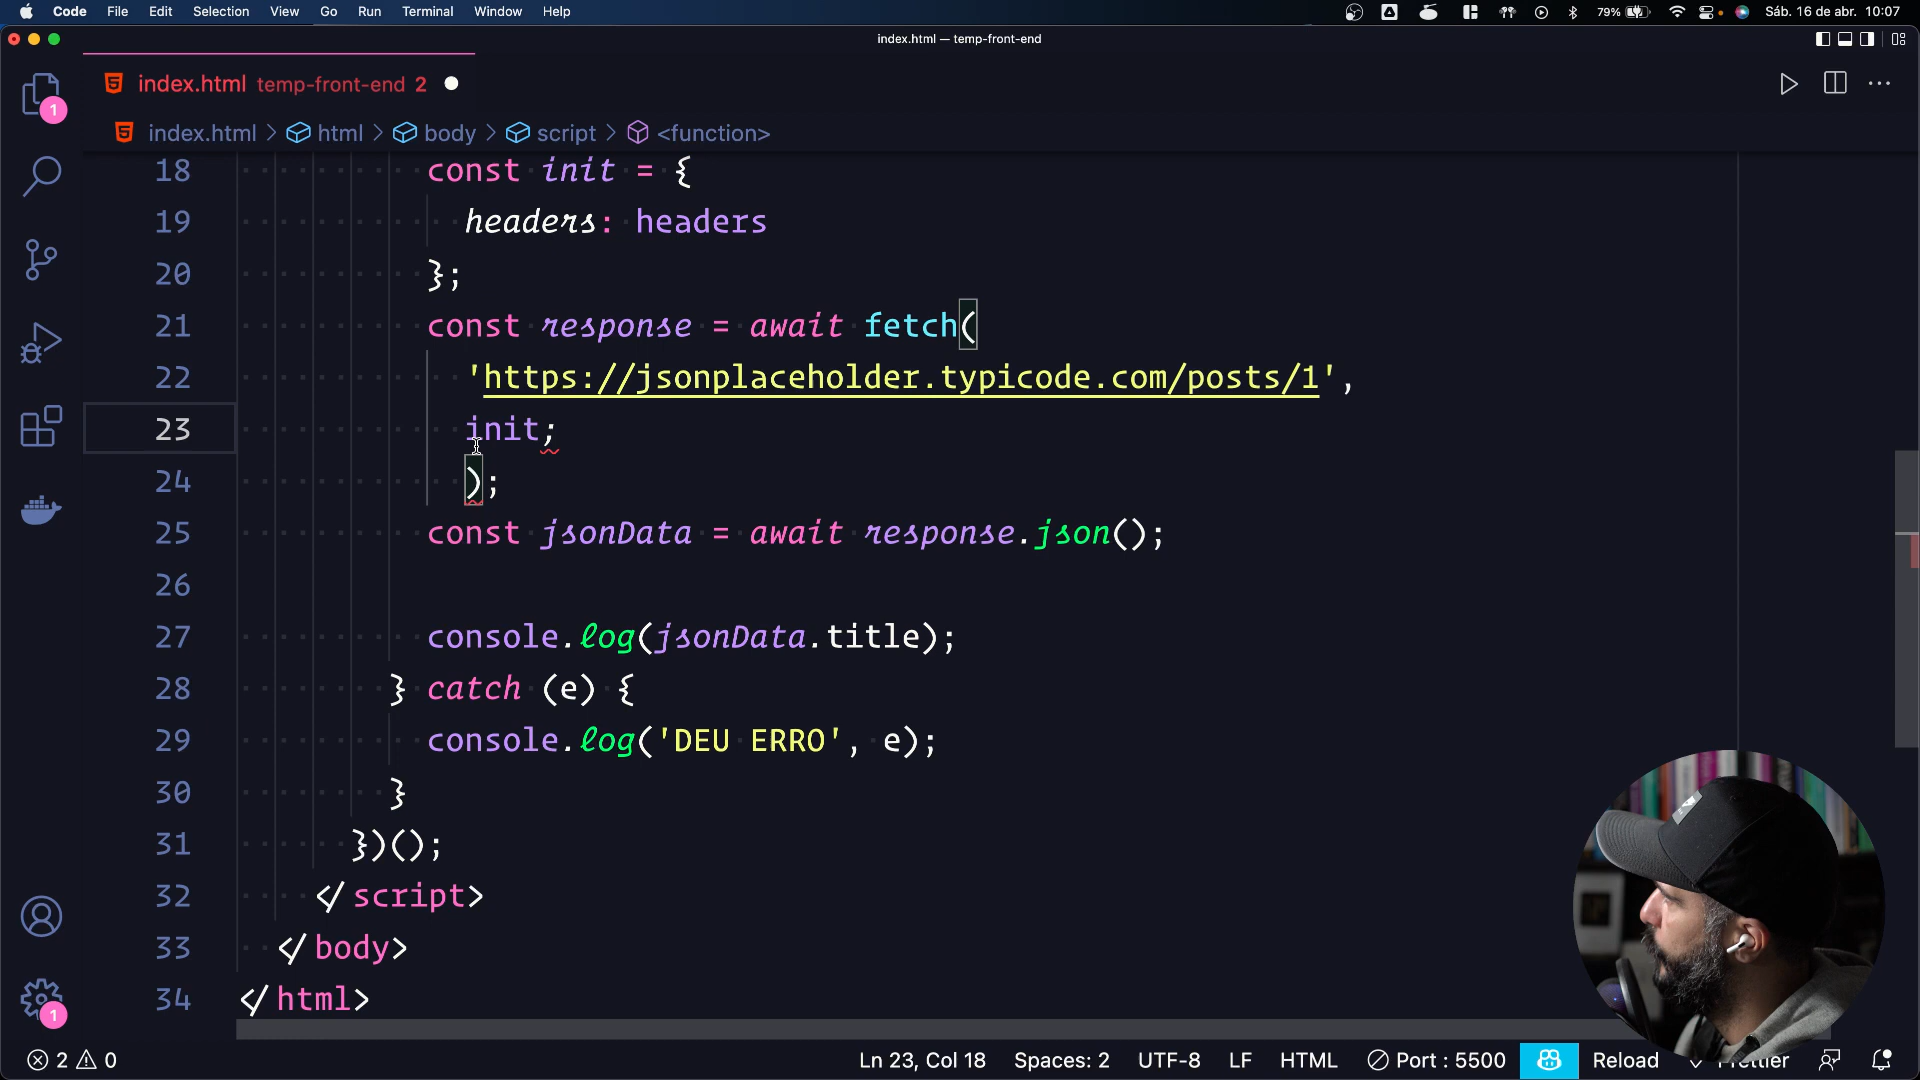 Code File Edit Selection View Go Run Terminal Window Help 79% Sáb. 16 de abr. 10:07
index.html — temp-front-end
index.html temp-front-end 2
index.html > html > body > script > <function>
1
18 const init = {
19 headers: headers
20 };
21 const response = await fetch(
22 'https://jsonplaceholder.typicode.com/posts/1',
23 init;
24 );
25 const jsonData = await response.json();
26
27 console.log(jsonData.title);
28 } catch (e) {
29 console.log('DEU ERRO', e);
30 }
31 })();
32 </script>
33 </body>
34 </html>
1
2 0 Ln 23, Col 18 Spaces: 2 UTF-8 LF HTML Port : 5500 Reload Prettier